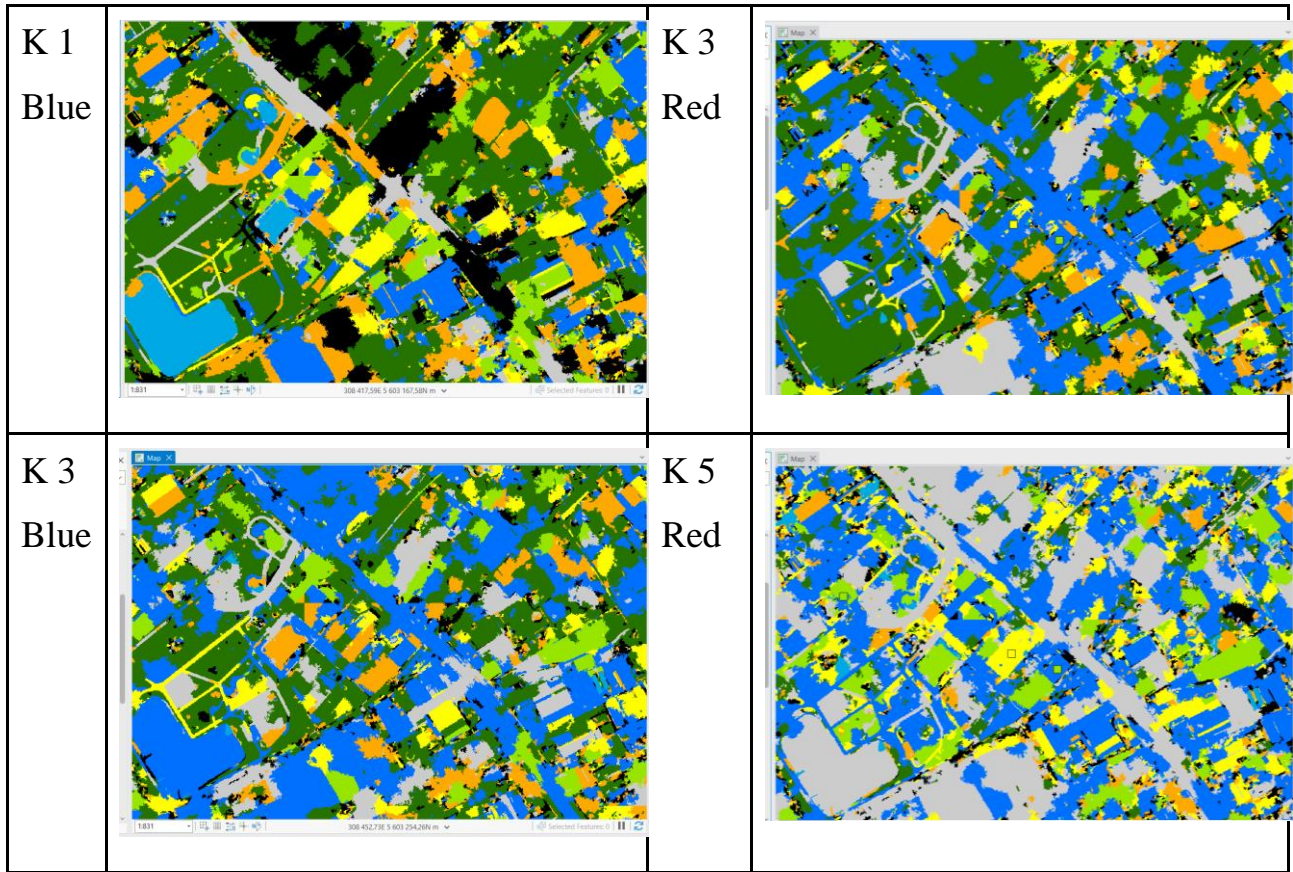 K 1
Blue
1:831
308 417,59E 5 603 167,58N m
Selected Features: 0
K 3
Red
Map
K 3
Blue
Map
1:831
308 452,73E 5 603 254,26N m
Selected Features: 0
K 5
Red
Map